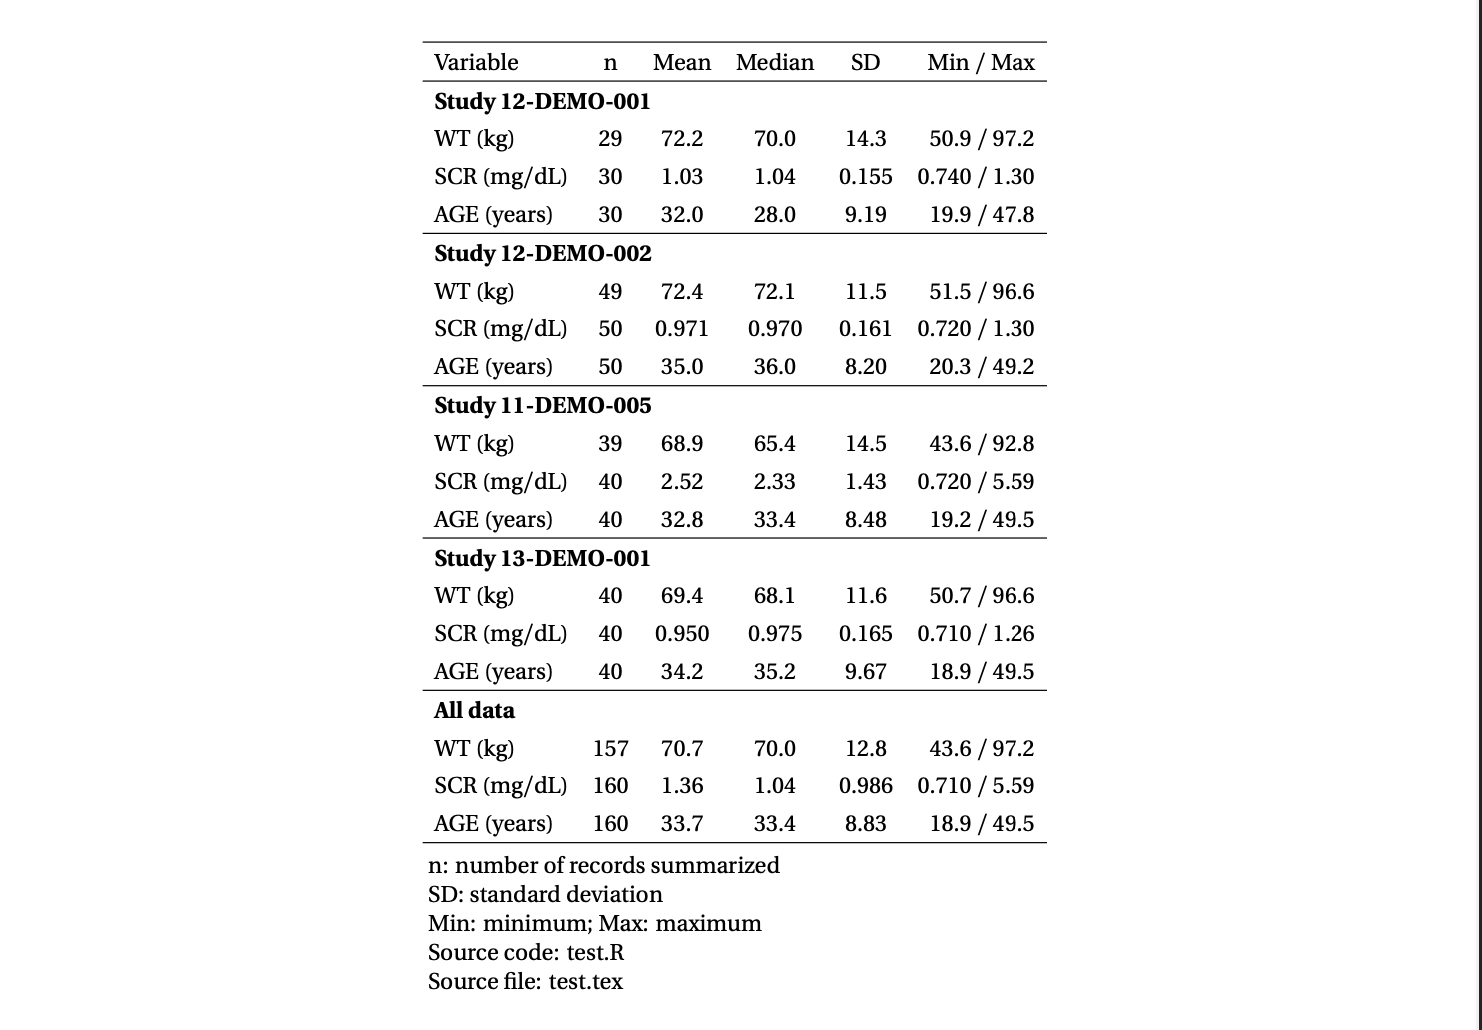 Variable n Mean Median SD Min / Max
Study 12-DEMO-001
WT (kg) 29 72.2 70.0 14.3 50.9 / 97.2
SCR (mg/dL) 30 1.03 1.04 0.155 0.740 / 1.30
AGE (years) 30 32.0 28.0 9.19 19.9 / 47.8
Study 12-DEMO-002
WT (kg) 49 72.4 72.1 11.5 51.5 / 96.6
SCR (mg/dL) 50 0.971 0.970 0.161 0.720 / 1.30
AGE (years) 50 35.0 36.0 8.20 20.3 / 49.2
Study 11-DEMO-005
WT (kg) 39 68.9 65.4 14.5 43.6 / 92.8
SCR (mg/dL) 40 2.52 2.33 1.43 0.720 / 5.59
AGE (years) 40 32.8 33.4 8.48 19.2 / 49.5
Study 13-DEMO-001
WT (kg) 40 69.4 68.1 11.6 50.7 / 96.6
SCR (mg/dL) 40 0.950 0.975 0.165 0.710 / 1.26
AGE (years) 40 34.2 35.2 9.67 18.9 / 49.5
All data
WT (kg) 157 70.7 70.0 12.8 43.6 / 97.2
SCR (mg/dL) 160 1.36 1.04 0.986 0.710 / 5.59
AGE (years) 160 33.7 33.4 8.83 18.9 / 49.5
n: number of records summarized
SD: standard deviation
Min: minimum; Max: maximum
Source code: test.R
Source file: test.tex